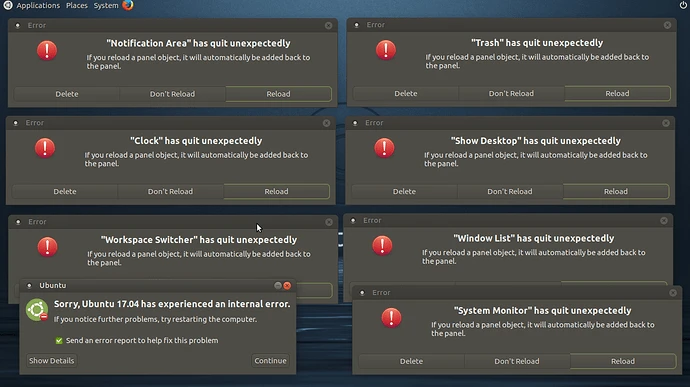 Applications Places System
Error
"Notification Area" has quit unexpectedly
If you reload a panel object, it will automatically be added back to
the panel.
Delete Don't Reload Reload
Error
"Trash" has quit unexpectedly
If you reload a panel object, it will automatically be added back to
the panel.
Delete Don't Reload Reload
Error
"Clock" has quit unexpectedly
If you reload a panel object, it will automatically be added back to
the panel.
Delete Don't Reload Reload
Error
"Show Desktop" has quit unexpectedly
If you reload a panel object, it will automatically be added back to
the panel.
Delete Don't Reload Reload
Error
"Workspace Switcher" has quit unexpectedly
If you reload a panel object, it will automatically be added back to
the panel.
Error
"Window List" has quit unexpectedly
If you reload a panel object, it will automatically be added back to
the panel.
Ubuntu
Sorry, Ubuntu 17.04 has experienced an internal error.
If you notice further problems, try restarting the computer.
Send an error report to help fix this problem
Show Details Continue
Error
"System Monitor" has quit unexpectedly
If you reload a panel object, it will automatically be added back to
the panel.
Delete Don't Reload Reload